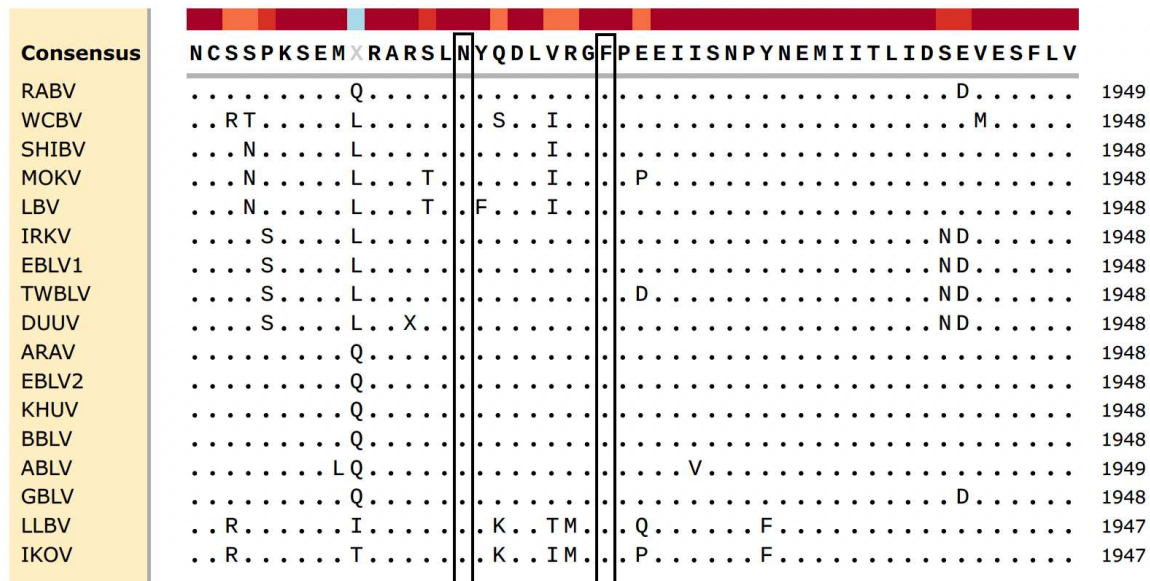 Consensus NCSSPKSEMXRARSLNYQDLVRGFPEEIISNPYNEMIITLIDSEVESFLV
RABV .........Q.................................D...... 1949
WCBV ..RT.....L.......S..I.......................M..... 1948
SHIBV ...N.....L..........I............................. 1948
MOKV ...N.....L...T......I....P........................ 1948
LBV ...N.....L...T..F...I............................. 1948
IRKV ....S....L................................ND...... 1948
EBLV1 ....S....L................................ND...... 1948
TWBLV ....S....L...............D................ND...... 1948
DUUV ....S....L..X.............................ND...... 1948
ARAV .........Q........................................ 1948
EBLV2 .........Q........................................ 1948
KHUV .........Q........................................ 1948
BBLV .........Q........................................ 1948
ABLV ........LQ..................V..................... 1949
GBLV .........Q.................................D...... 1948
LLBV ..R......I.......K..TM...Q......F................. 1947
IKOV ..R......T.......K..IM...P......F................. 1947